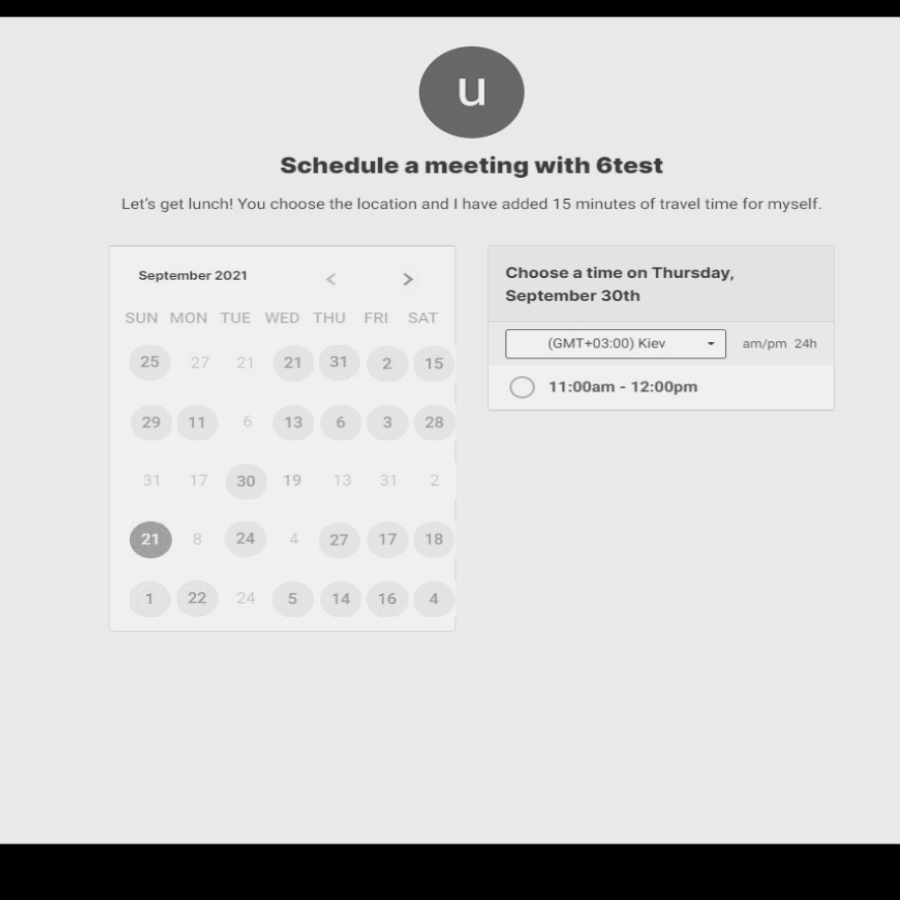 u
Schedule a meeting with 6test
Let's get lunch! You choose the location and I have added 15 minutes of travel time for myself.
September 2021 < >
SUN MON TUE WED THU FRI SAT
25 27 21 21 31 2 15
29 11 6 13 6 3 28
31 17 30 19 13 31 2
21 8 24 4 27 17 18
1 22 24 5 14 16 4
Choose a time on Thursday,
September 30th
(GMT+03:00) Kiev am/pm 24h
11:00am - 12:00pm